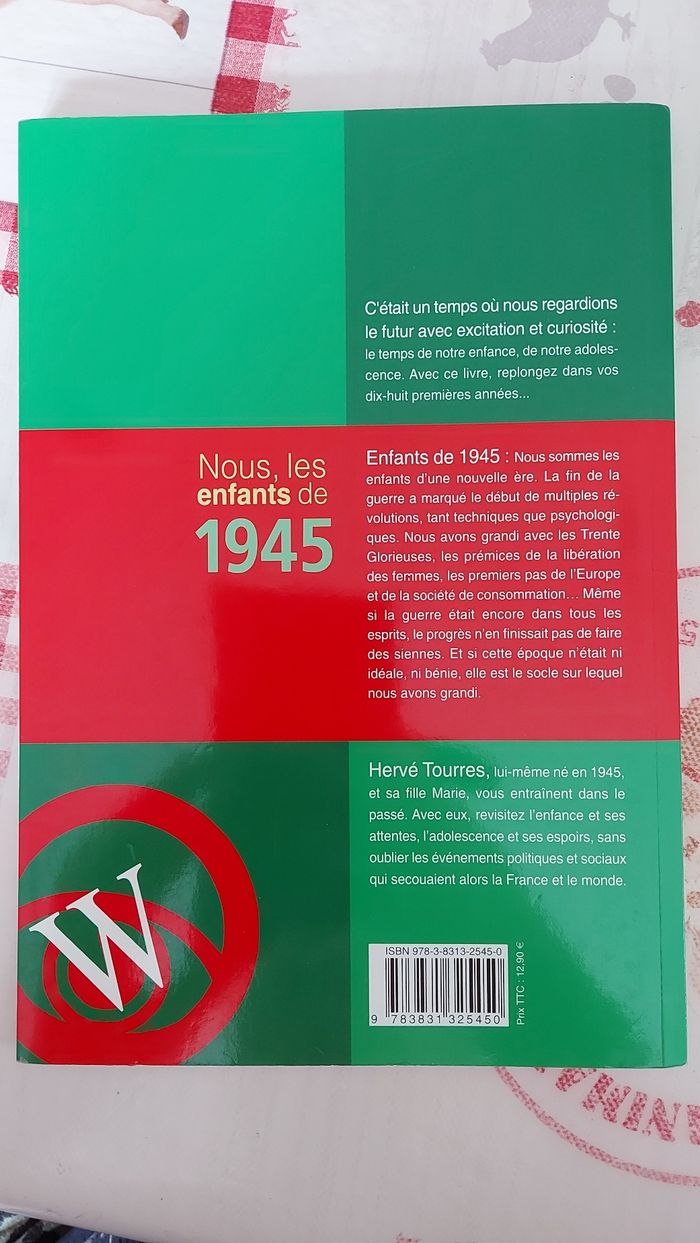 C'était un temps où nous regardions
le futur avec excitation et curiosité :
le temps de notre enfance, de notre adoles-
cence. Avec ce livre, replongez dans vos
dix-huit premières années...
Nous, les
enfants de
1945
Enfants de 1945 : Nous sommes les
enfants d'une nouvelle ère. La fin de la
guerre a marqué le début de multiples ré-
volutions, tant techniques que psychologi-
ques. Nous avons grandi avec les Trente
Glorieuses, les prémices de la libération
des femmes, les premiers pas de l'Europe
et de la société de consommation... Même
si la guerre était encore dans tous les
esprits, le progrès n'en finissait pas de faire
des siennes. Et si cette époque n'était ni
idéale, ni bénie, elle est le socle sur lequel
nous avons grandi.
Hervé Tourres, lui-même né en 1945,
et sa fille Marie, vous entraînent dans le
passé. Avec eux, revisitez l'enfance et ses
attentes, l'adolescence et ses espoirs, sans
oublier les événements politiques et sociaux
qui secouaient alors la France et le monde.
W
ISBN 978-3-8313-2545-0
9 783831 325450
Prix TTC : 12,90 €